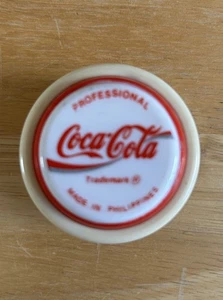 PROFESSIONAL
Coca-Cola
Trademark ®
MADE IN PHILIPPINES